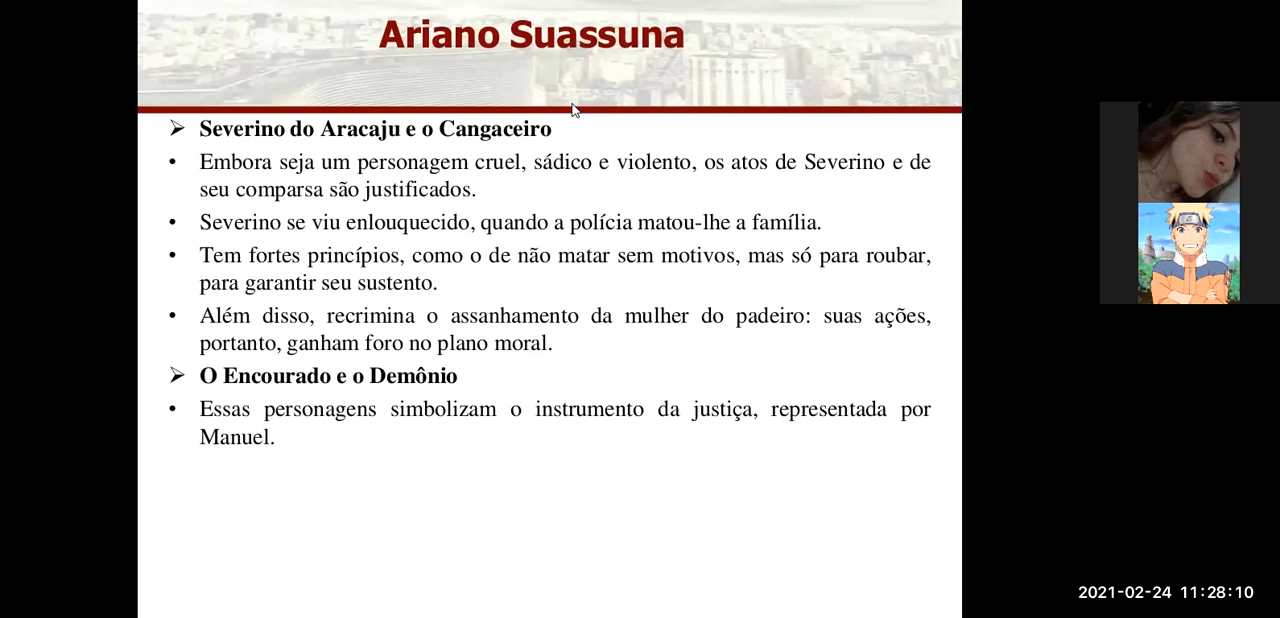 Ariano Suassuna
➢ Severino do Aracaju e o Cangaceiro
• Embora seja um personagem cruel, sádico e violento, os atos de Severino e de
seu comparsa são justificados.
• Severino se viu enlouquecido, quando a polícia matou-lhe a família.
• Tem fortes princípios, como o de não matar sem motivos, mas só para roubar,
para garantir seu sustento.
• Além disso, recrimina o assanhamento da mulher do padeiro: suas ações,
portanto, ganham foro no plano moral.
➢ O Encourado e o Demônio
• Essas personagens simbolizam o instrumento da justiça, representada por
Manuel.
2021-02-24 11:28:10